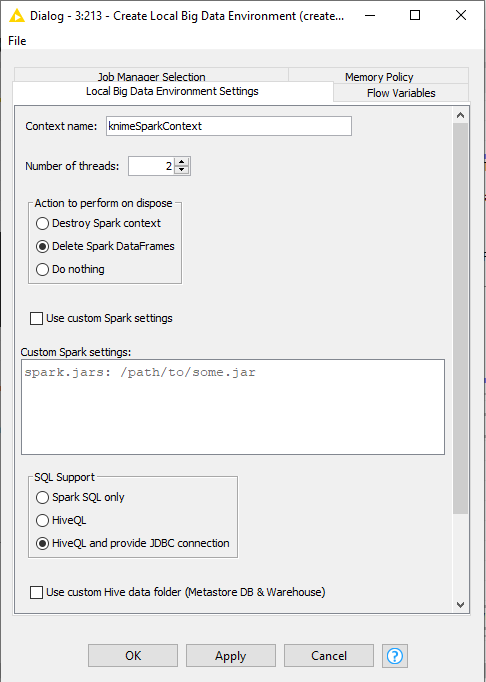 Dialog - 3:213 - Create Local Big Data Environment (create...
File
Job Manager Selection
Memory Policy
Local Big Data Environment Settings
Flow Variables
Context name: knimeSparkContext
Number of threads: 2
Action to perform on dispose
Destroy Spark context
Delete Spark DataFrames
Do nothing
Use custom Spark settings
Custom Spark settings:
spark.jars: /path/to/some.jar
SQL Support
Spark SQL only
HiveQL
HiveQL and provide JDBC connection
Use custom Hive data folder (Metastore DB & Warehouse)
OK
Apply
Cancel
?